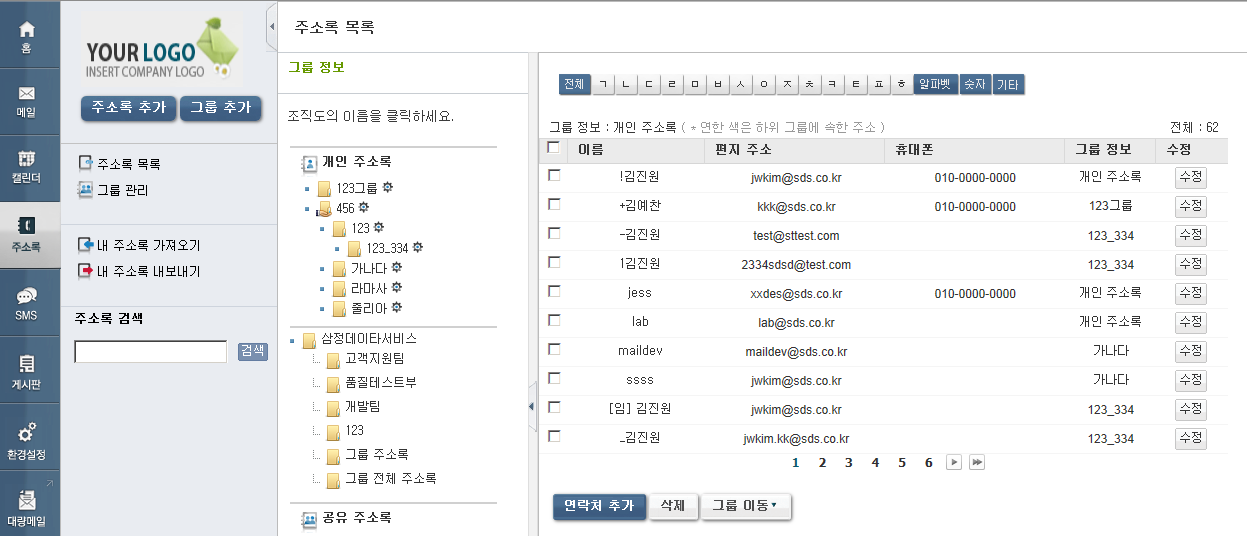 홈
메일
캘린더
주소록
SMS
게시판
환경설정
대량메일
YOUR LOGO
INSERT COMPANY LOGO
주소록 추가
그룹 추가
주소록 목록
그룹 관리
내 주소록 가져오기
내 주소록 내보내기
주소록 검색
검색
주소록 목록
그룹 정보
조직도의 이름을 클릭하세요.
개인 주소록
123그룹
456
123
123_334
가나다
라마사
줄리아
삼정데이타서비스
고객지원팀
품질테스트부
개발팀
123
그룹 주소록
그룹 전체 주소록
공유 주소록
전체 ㄱ ㄴ ㄷ ㄹ ㅁ ㅂ ㅅ ㅇ ㅈ ㅊ ㅋ ㅌ ㅍ ㅎ 알파벳 숫자 기타
그룹 정보 : 개인 주소록 ( * 연한 색은 하위 그룹에 속한 주소 ) 전체 : 62
이름 편지 주소 휴대폰 그룹 정보 수정
!김진원 jwkim@sds.co.kr 010-0000-0000 개인 주소록 수정
+김예찬 kkk@sds.co.kr 010-0000-0000 123그룹 수정
-김진원 test@sttest.com 123_334 수정
1김진원 2334sdsd@test.com 123_334 수정
jess xxdes@sds.co.kr 010-0000-0000 개인 주소록 수정
lab lab@sds.co.kr 개인 주소록 수정
maildev maildev@sds.co.kr 가나다 수정
ssss jwkim@sds.co.kr 가나다 수정
[임] 김진원 jwkim@sds.co.kr 123_334 수정
_김진원 jwkim.kk@sds.co.kr 123_334 수정
1 2 3 4 5 6
연락처 추가 삭제 그룹 이동